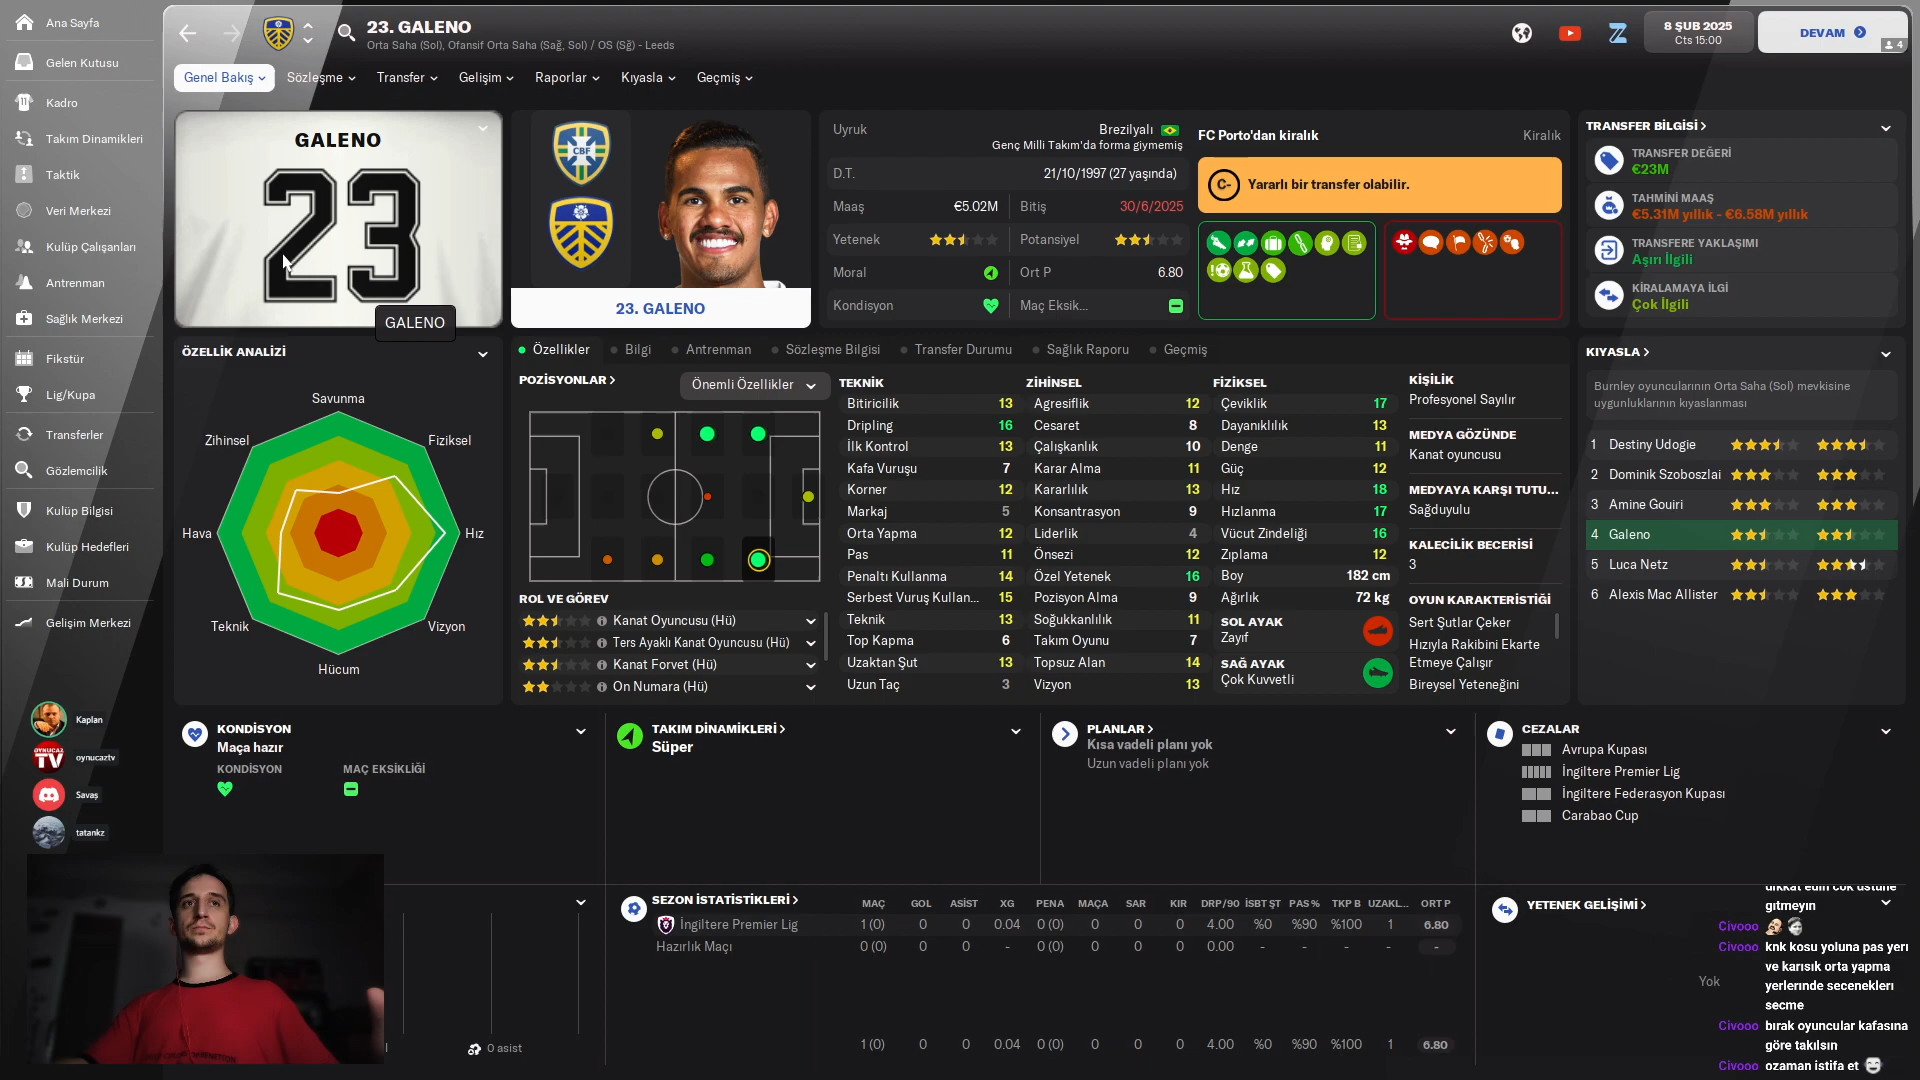 Ana Sayfa
Gelen Kutusu
Kadro
Takım Dinamikleri
Taktik
Veri Merkezi
Kulüp Çalışanları
Antrenman
Sağlık Merkezi
Fikstür
Lig/Kupa
Transferler
Gözlemcilik
Kulüp Bilgisi
Kulüp Hedefleri
Mali Durum
Gelişim Merkezi
Kaplan
oynucaztv
Savaş
tatankz
23. GALENO
Orta Saha (Sol), Ofansif Orta Saha (Sağ, Sol) / OS (Sğ) - Leeds
8 ŞUB 2025
Cts 15:00
DEVAM
4
Genel Bakış
Sözleşme
Transfer
Gelişim
Raporlar
Kıyasla
Geçmiş
GALENO
23
GALENO
CBF
23. GALENO
Uyruk
Brezilyalı
Genç Milli Takım'da forma giymemiş
D.T.
21/10/1997 (27 yaşında)
Maaş €5.02M
Bitiş 30/6/2025
Yetenek
Potansiyel
Moral
Ort P 6.80
Kondisyon
Maç Eksik...
FC Porto'dan kiralık
Kiralık
C- Yararlı bir transfer olabilir.
TRANSFER BİLGİSİ
TRANSFER DEĞERİ
€23M
TAHMİNİ MAAŞ
€5.31M yıllık - €6.58M yıllık
TRANSFERE YAKLAŞIMI
Aşırı İlgili
KİRALAMAYA İLGİ
Çok İlgili
ÖZELLİK ANALİZİ
Savunma
Fiziksel
Hız
Vizyon
Hücum
Teknik
Hava
Zihinsel
Özellikler
Bilgi
Antrenman
Sözleşme Bilgisi
Transfer Durumu
Sağlık Raporu
Geçmiş
POZİSYONLAR
Önemli Özellikler
ROL VE GÖREV
Kanat Oyuncusu (Hü)
Ters Ayaklı Kanat Oyuncusu (Hü)
Kanat Forvet (Hü)
On Numara (Hü)
TEKNİK
Bitiricilik 13
Dripling 16
İlk Kontrol 13
Kafa Vuruşu 7
Korner 12
Markaj 5
Orta Yapma 12
Pas 11
Penaltı Kullanma 14
Serbest Vuruş Kullan... 15
Teknik 13
Top Kapma 6
Uzaktan Şut 13
Uzun Taç 3
ZİHİNSEL
Agresiflik 12
Cesaret 8
Çalışkanlık 10
Karar Alma 11
Kararlılık 13
Konsantrasyon 9
Liderlik 4
Önsezi 12
Özel Yetenek 16
Pozisyon Alma 9
Soğukkanlılık 11
Takım Oyunu 7
Topsuz Alan 14
Vizyon 13
FİZİKSEL
Çeviklik 17
Dayanıklılık 13
Denge 11
Güç 12
Hız 18
Hızlanma 17
Vücut Zindeliği 16
Zıplama 12
Boy 182 cm
Ağırlık 72 kg
SOL AYAK
Zayıf
SAĞ AYAK
Çok Kuvvetli
KİŞİLİK
Profesyonel Sayılır
MEDYA GÖZÜNDE
Kanat oyuncusu
MEDYAYA KARŞI TUTU...
Sağduyulu
KALECİLİK BECERİSİ
3
OYUN KARAKTERİSTİĞİ
Sert Şutlar Çeker
Hızıyla Rakibini Ekarte
Etmeye Çalışır
Bireysel Yeteneğini
KIYASLA
Burnley oyuncularının Orta Saha (Sol) mevkisine
uygunluklarının kıyaslanması
1 Destiny Udogie
2 Dominik Szoboszlai
3 Amine Gouiri
4 Galeno
5 Luca Netz
6 Alexis Mac Allister
KONDİSYON
Maça hazır
KONDİSYON
MAÇ EKSİKLİĞİ
TAKIM DİNAMİKLERİ
Süper
PLANLAR
Kısa vadeli planı yok
Uzun vadeli planı yok
CEZALAR
Avrupa Kupası
İngiltere Premier Lig
İngiltere Federasyon Kupası
Carabao Cup
0 asist
SEZON İSTATİSTİKLERİ
MAÇ GOL ASİST XG PENA MAÇA SAR KIR DRP/90 İSBT ŞT PAS % TKP B UZAKL... ORT P
İngiltere Premier Lig 1 (0) 0 0 0.04 0 (0) 0 0 0 4.00 %0 %90 %100 1 6.80
Hazırlık Maçı 0 (0) 0 0 - 0 (0) 0 0 0 0.00 - - - - -
1 (0) 0 0 0.04 0 (0) 0 0 0 4.00 %0 %90 %100 1 6.80
YETENEK GELİŞİMİ
Yok
dıkkat edın cok ustune
gıtmeyın
Civooo
Civooo knk kosu yoluna pas yerı
ve karısık orta yapma
yerlerınde seceneklerı
secme
Civooo bırak oyuncular kafasına
göre takılsın
Civooo ozaman istifa et